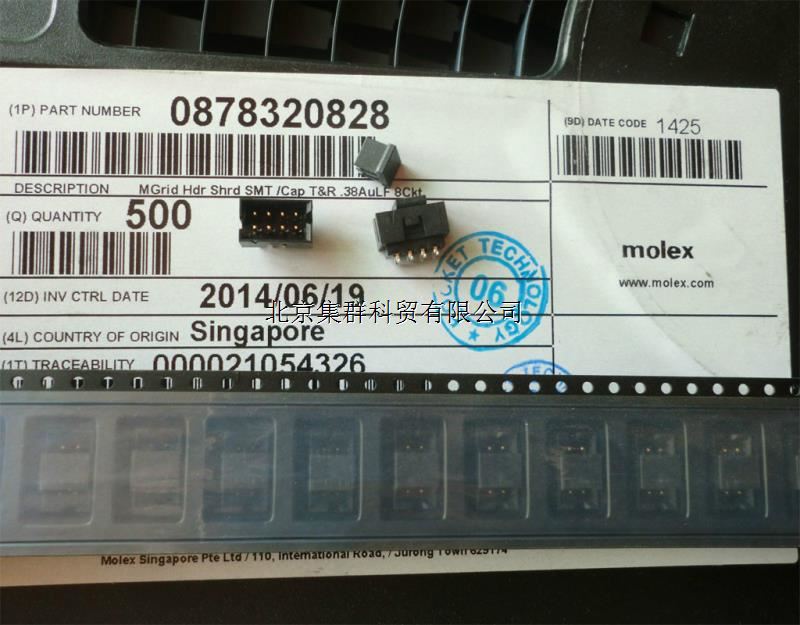 (1P) PART NUMBER 0878320828
(9D) DATE CODE 1425
DESCRIPTION MGrid Hdr Shrd SMT /Cap T&R .38AuLF 8Ckt
(Q) QUANTITY 500
molex
www.molex.com
(12D) INV CTRL DATE 2014/06/19
北京集群科贸有限公司
(4L) COUNTRY OF ORIGIN Singapore
(1T) TRACEABILITY 000021054326
TECHNOLOGY
06
Molex Singapore Pte Ltd / 110, International Road, / Jurong Town 629174